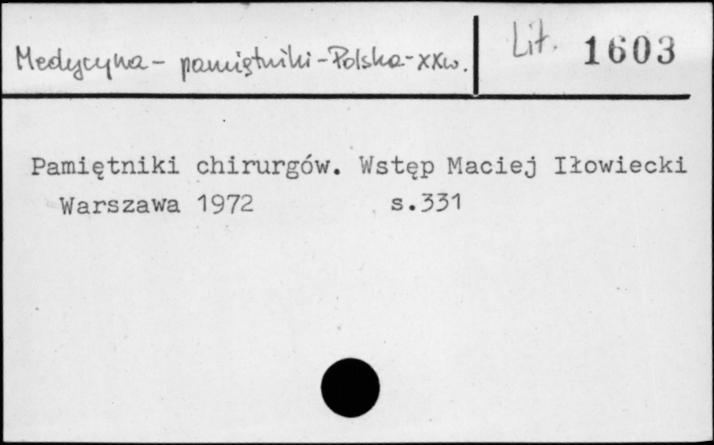 Medycyna - pamiętniki - Polska - XXw.
Lit. 1603
Pamiętniki chirurgów. Wstęp Maciej Iłowiecki
Warszawa 1972 s.331